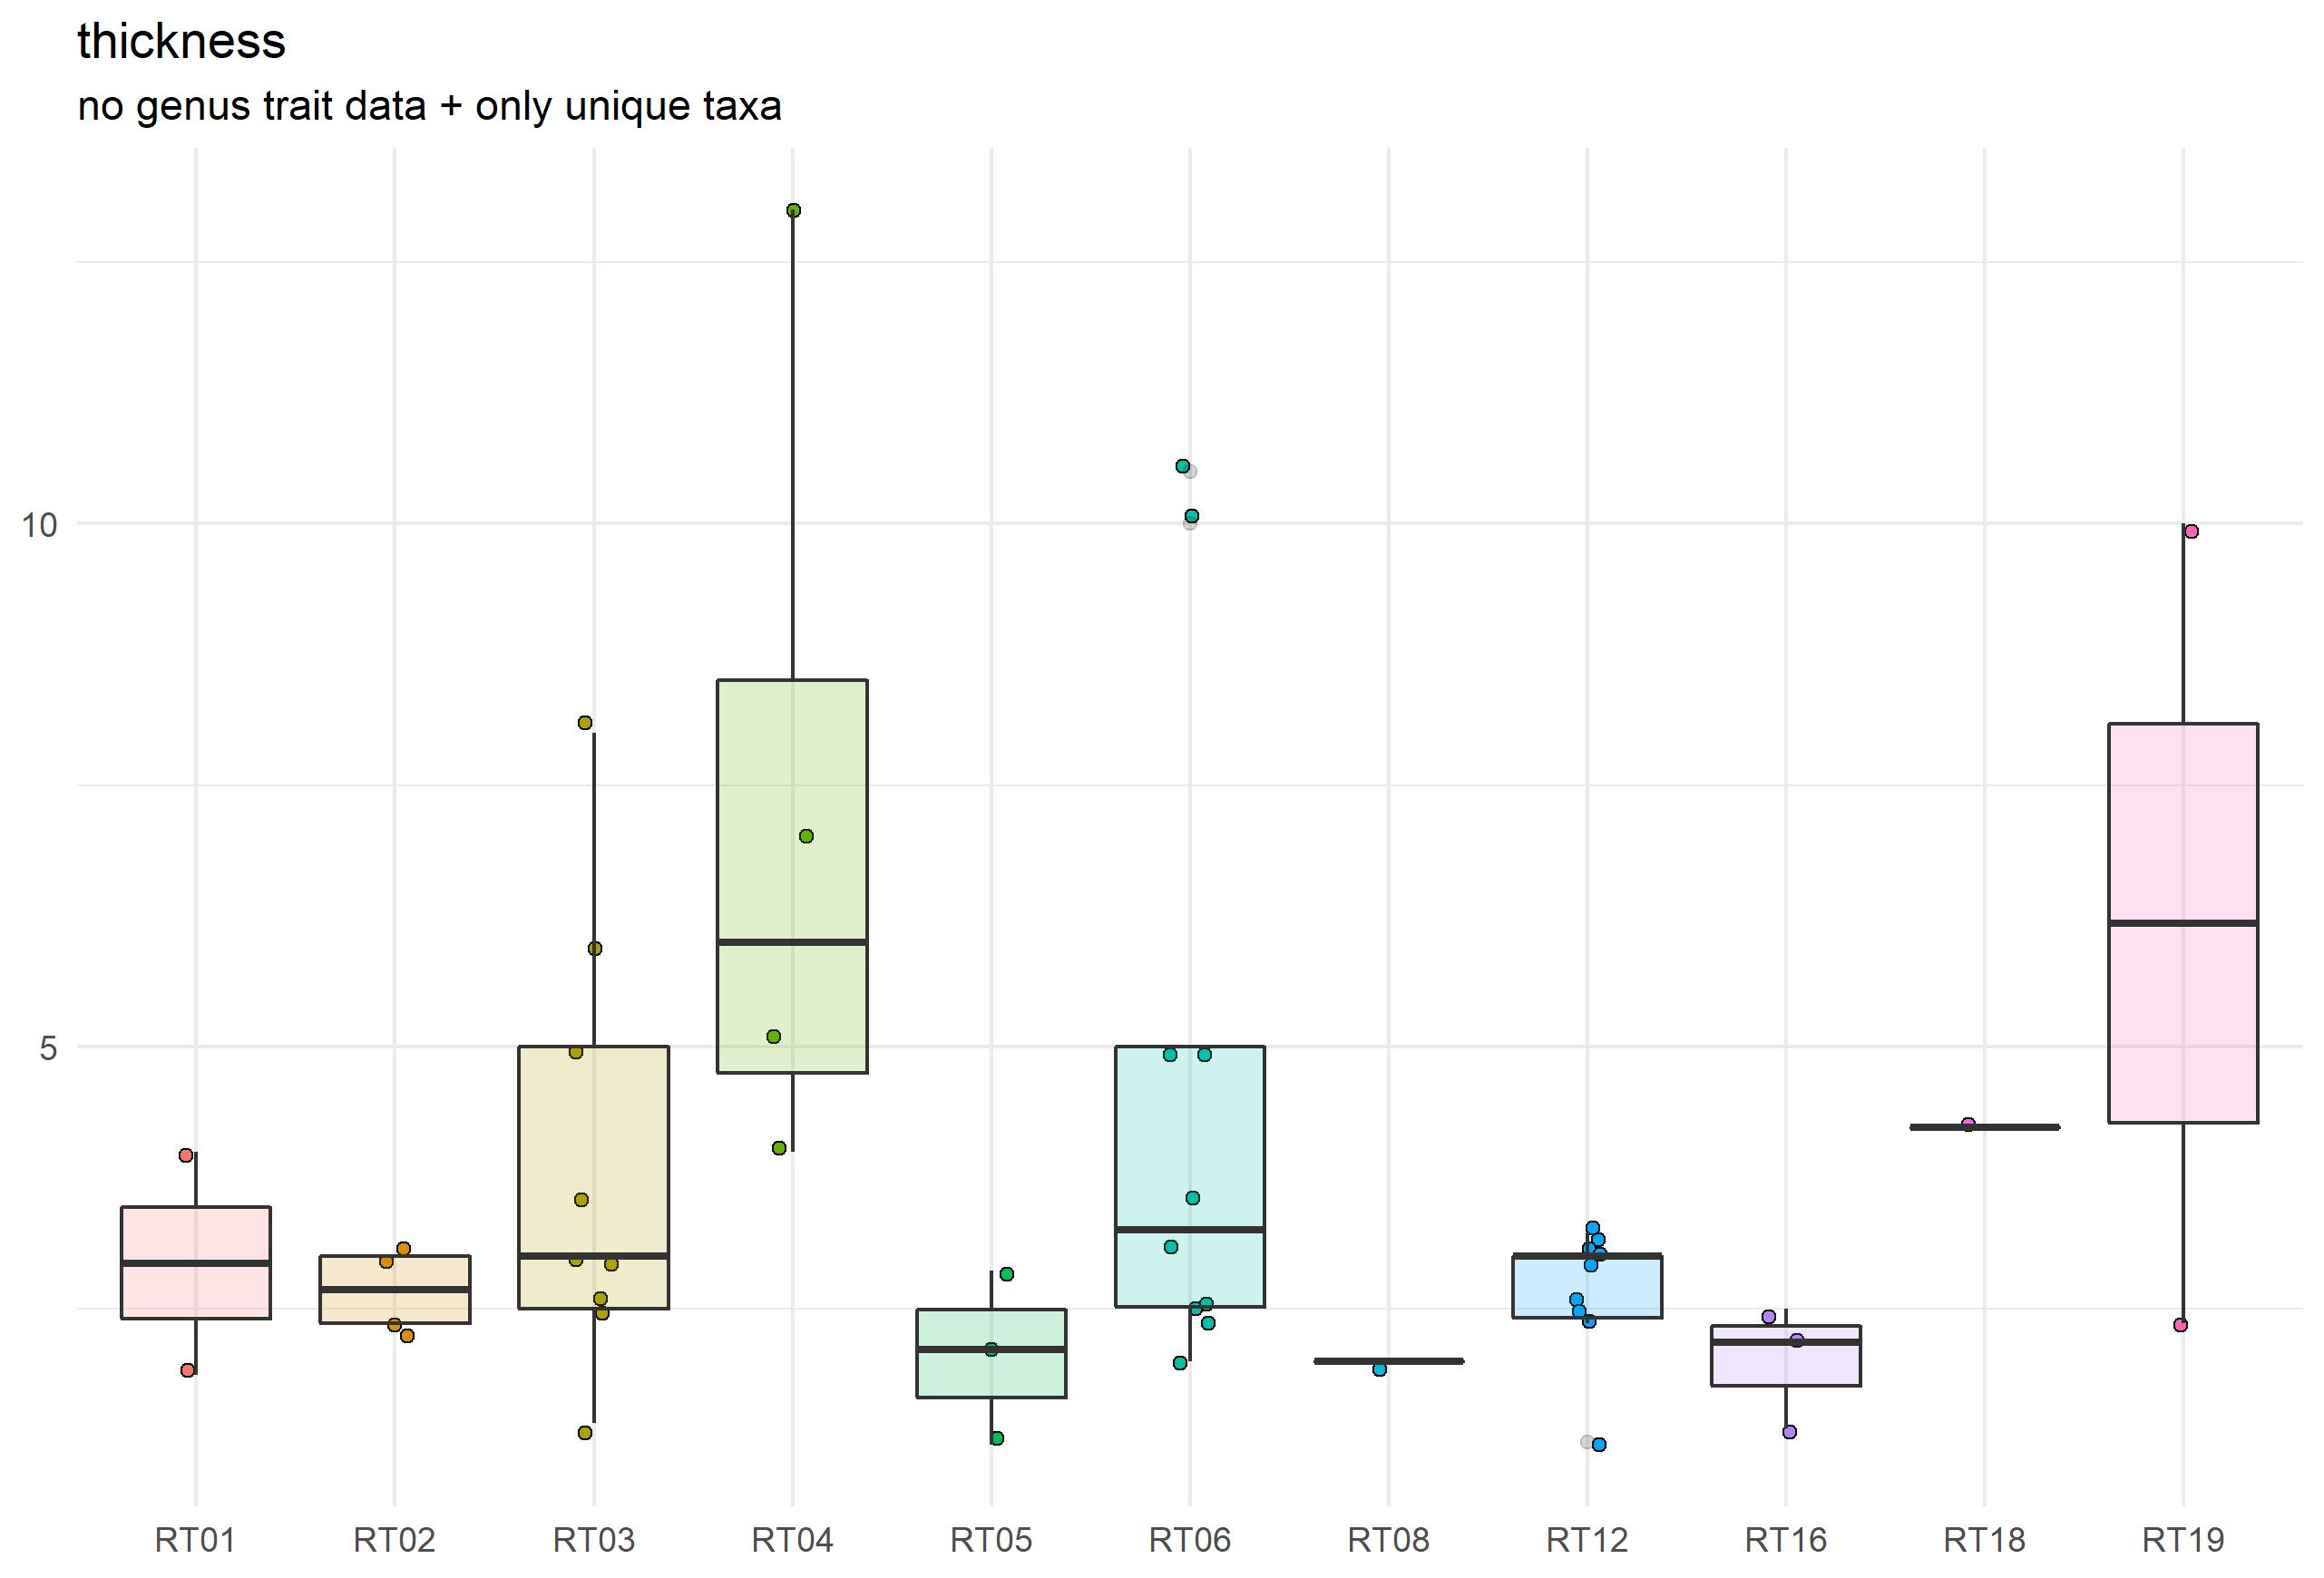 thickness
no genus trait data + only unique taxa
10
5
RT01 RT02 RT03 RT04 RT05 RT06 RT08 RT12 RT16 RT18 RT19